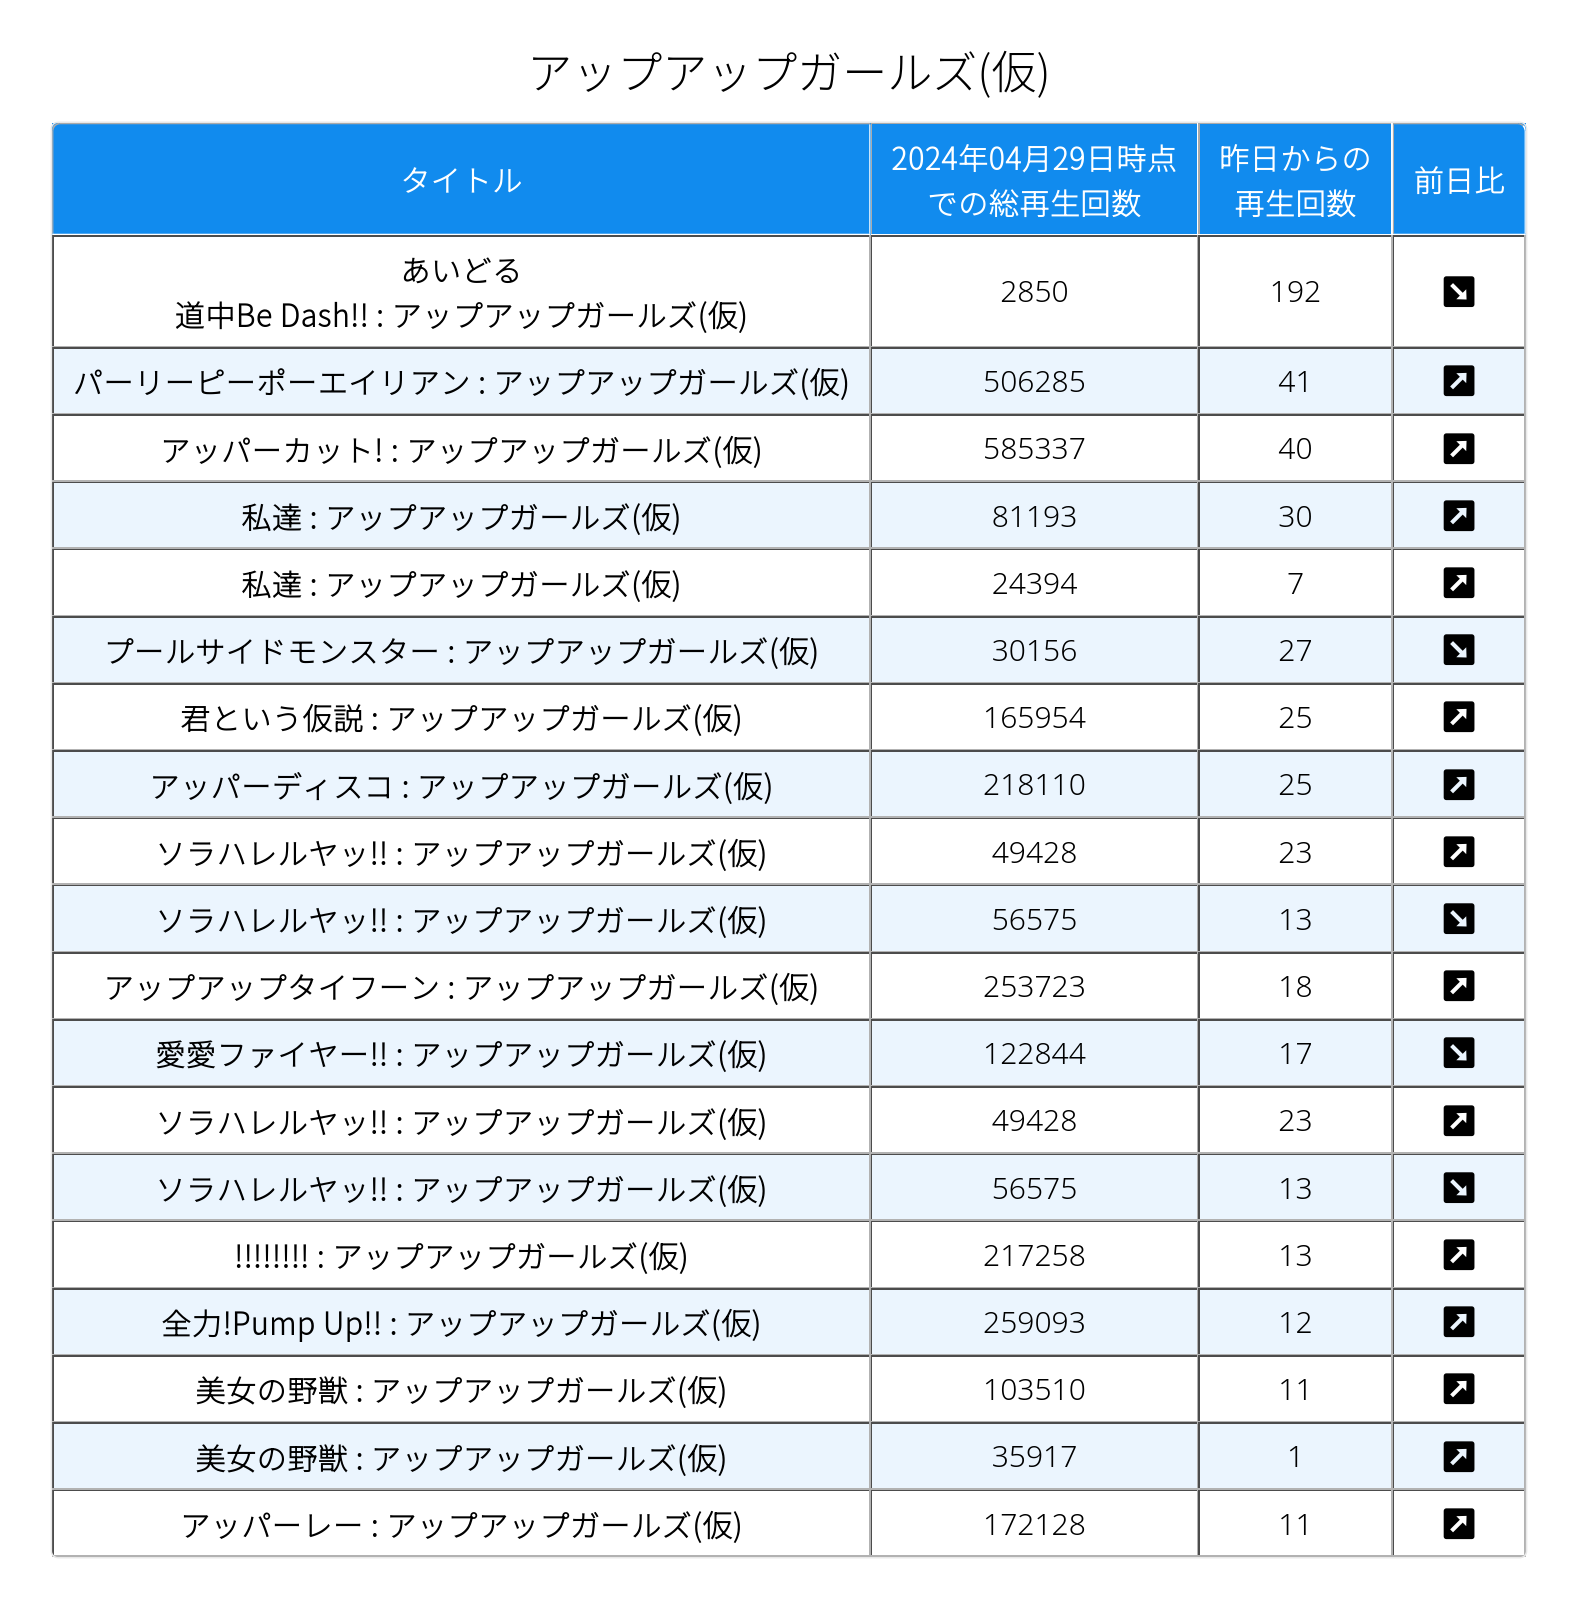 アップアップガールズ(仮)
タイトル 2024年04月29日時点での総再生回数 昨日からの再生回数 前日比
あいどる
道中Be Dash!! : アップアップガールズ(仮) 2850 192
パーリーピーポーエイリアン : アップアップガールズ(仮) 506285 41
アッパーカット! : アップアップガールズ(仮) 585337 40
私達 : アップアップガールズ(仮) 81193 30
私達 : アップアップガールズ(仮) 24394 7
プールサイドモンスター : アップアップガールズ(仮) 30156 27
君という仮説 : アップアップガールズ(仮) 165954 25
アッパーディスコ : アップアップガールズ(仮) 218110 25
ソラハレルヤッ!! : アップアップガールズ(仮) 49428 23
ソラハレルヤッ!! : アップアップガールズ(仮) 56575 13
アップアップタイフーン : アップアップガールズ(仮) 253723 18
愛愛ファイヤー!! : アップアップガールズ(仮) 122844 17
ソラハレルヤッ!! : アップアップガールズ(仮) 49428 23
ソラハレルヤッ!! : アップアップガールズ(仮) 56575 13
!!!!!!!! : アップアップガールズ(仮) 217258 13
全力!Pump Up!! : アップアップガールズ(仮) 259093 12
美女の野獣 : アップアップガールズ(仮) 103510 11
美女の野獣 : アップアップガールズ(仮) 35917 1
アッパーレー : アップアップガールズ(仮) 172128 11